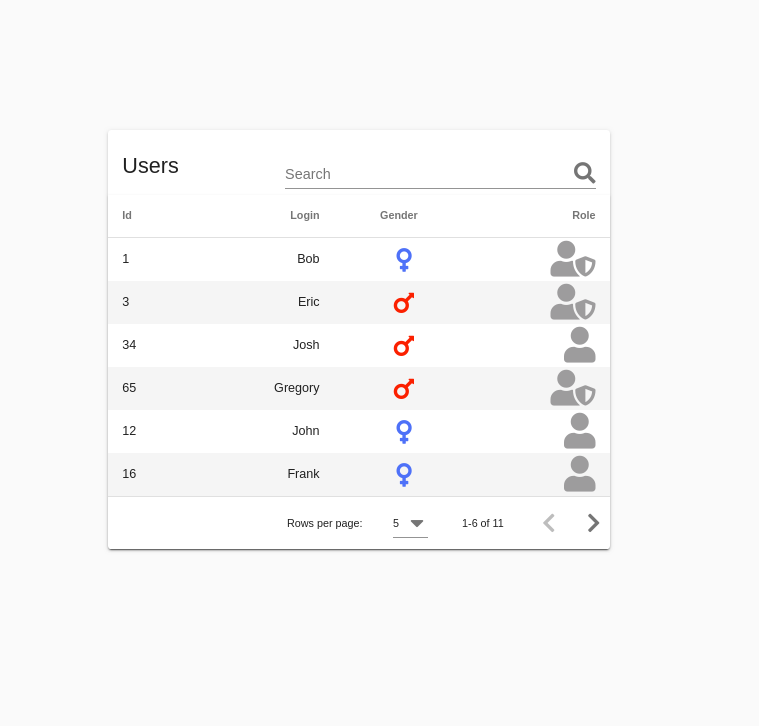 Users
Search
Id Login Gender Role
1 Bob
3 Eric
34 Josh
65 Gregory
12 John
16 Frank
Rows per page: 5 1-6 of 11